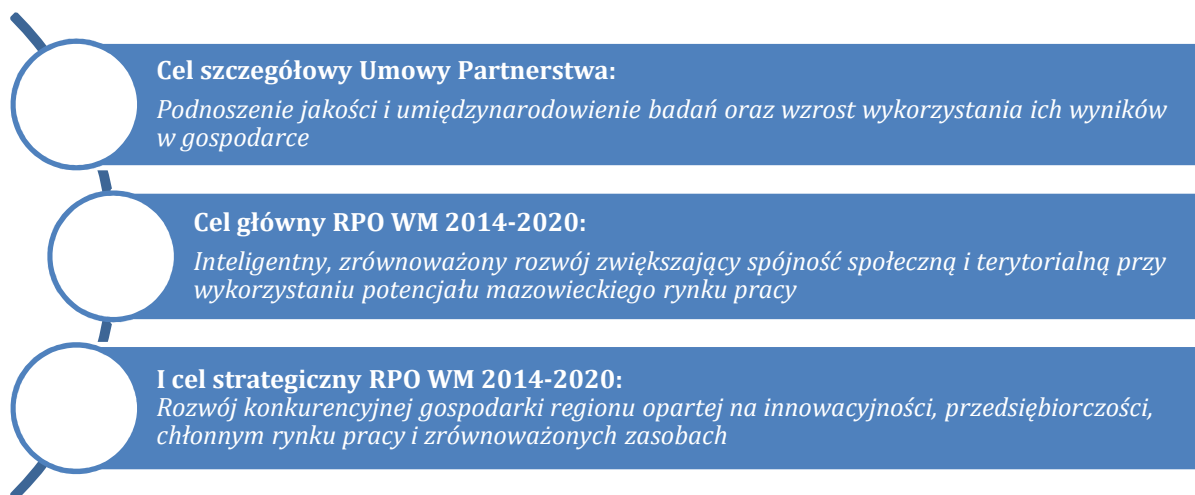 Cel szczegółowy Umowy Partnerstwa:
Podnoszenie jakości i umiędzynarodowienie badań oraz wzrost wykorzystania ich wyników
w gospodarce
Cel główny RPO WM 2014-2020:
Inteligentny, zrównoważony rozwój zwiększający spójność społeczną i terytorialną przy
wykorzystaniu potencjału mazowieckiego rynku pracy
I cel strategiczny RPO WM 2014-2020:
Rozwój konkurencyjnej gospodarki regionu opartej na innowacyjności, przedsiębiorczości,
chłonnym rynku pracy i zrównoważonych zasobach